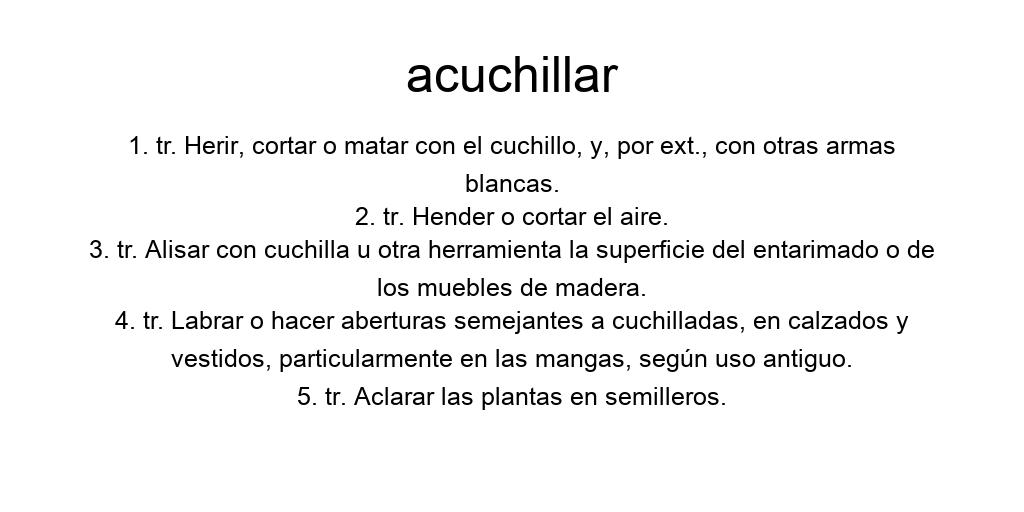 acuchillar
1. tr. Herir, cortar o matar con el cuchillo, y, por ext., con otras armas
blancas.
2. tr. Hender o cortar el aire.
3. tr. Alisar con cuchilla u otra herramienta la superficie del entarimado o de
los muebles de madera.
4. tr. Labrar o hacer aberturas semejantes a cuchilladas, en calzados y
vestidos, particularmente en las mangas, según uso antiguo.
5. tr. Aclarar las plantas en semilleros.